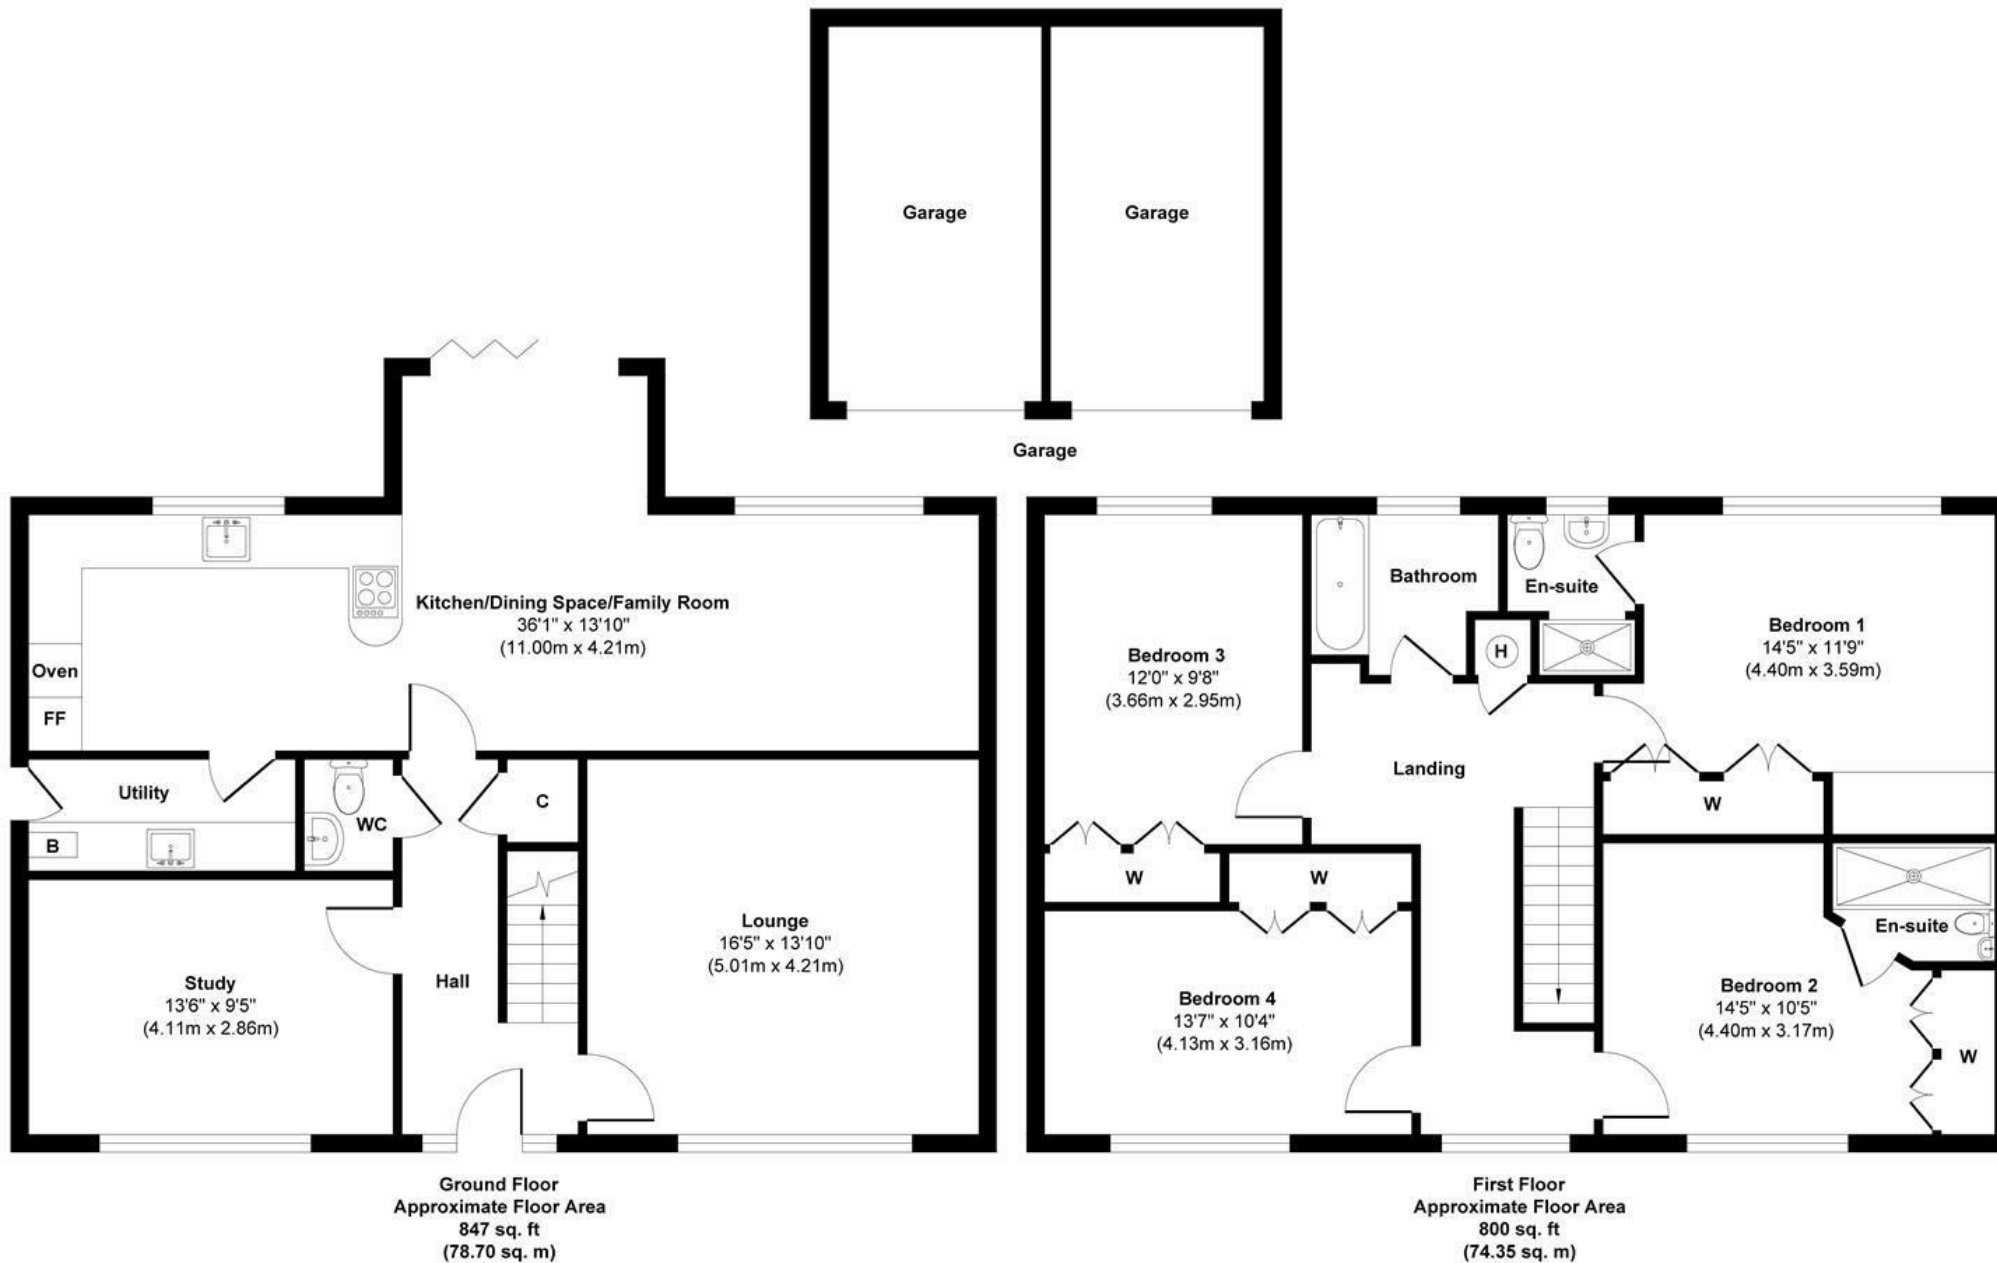 Garage
Garage
Garage
Kitchen/Dining Space/Family Room
36'1" x 13'10"
(11.00m x 4.21m)
Oven
FF
Utility
B
WC
C
Study
13'6" x 9'5"
(4.11m x 2.86m)
Hall
Lounge
16'5" x 13'10"
(5.01m x 4.21m)
Ground Floor
Approximate Floor Area
847 sq. ft
(78.70 sq. m)
Bedroom 3
12'0" x 9'8"
(3.66m x 2.95m)
Bathroom
En-suite
H
Bedroom 1
14'5" x 11'9"
(4.40m x 3.59m)
Landing
W
W
W
Bedroom 4
13'7" x 10'4"
(4.13m x 3.16m)
En-suite
Bedroom 2
14'5" x 10'5"
(4.40m x 3.17m)
W
First Floor
Approximate Floor Area
800 sq. ft
(74.35 sq. m)